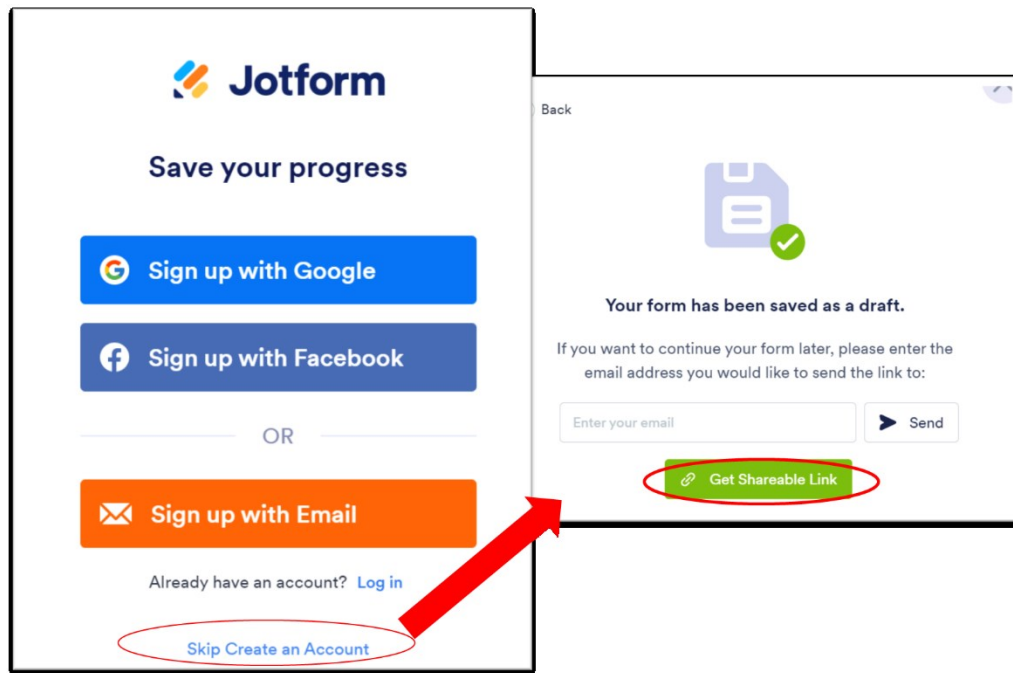 Jotform
Save your progress
Sign up with Google
Sign up with Facebook
OR
Sign up with Email
Already have an account? Log in
Skip Create an Account
Back
Your form has been saved as a draft.
If you want to continue your form later, please enter the
email address you would like to send the link to:
Enter your email
Send
Get Shareable Link